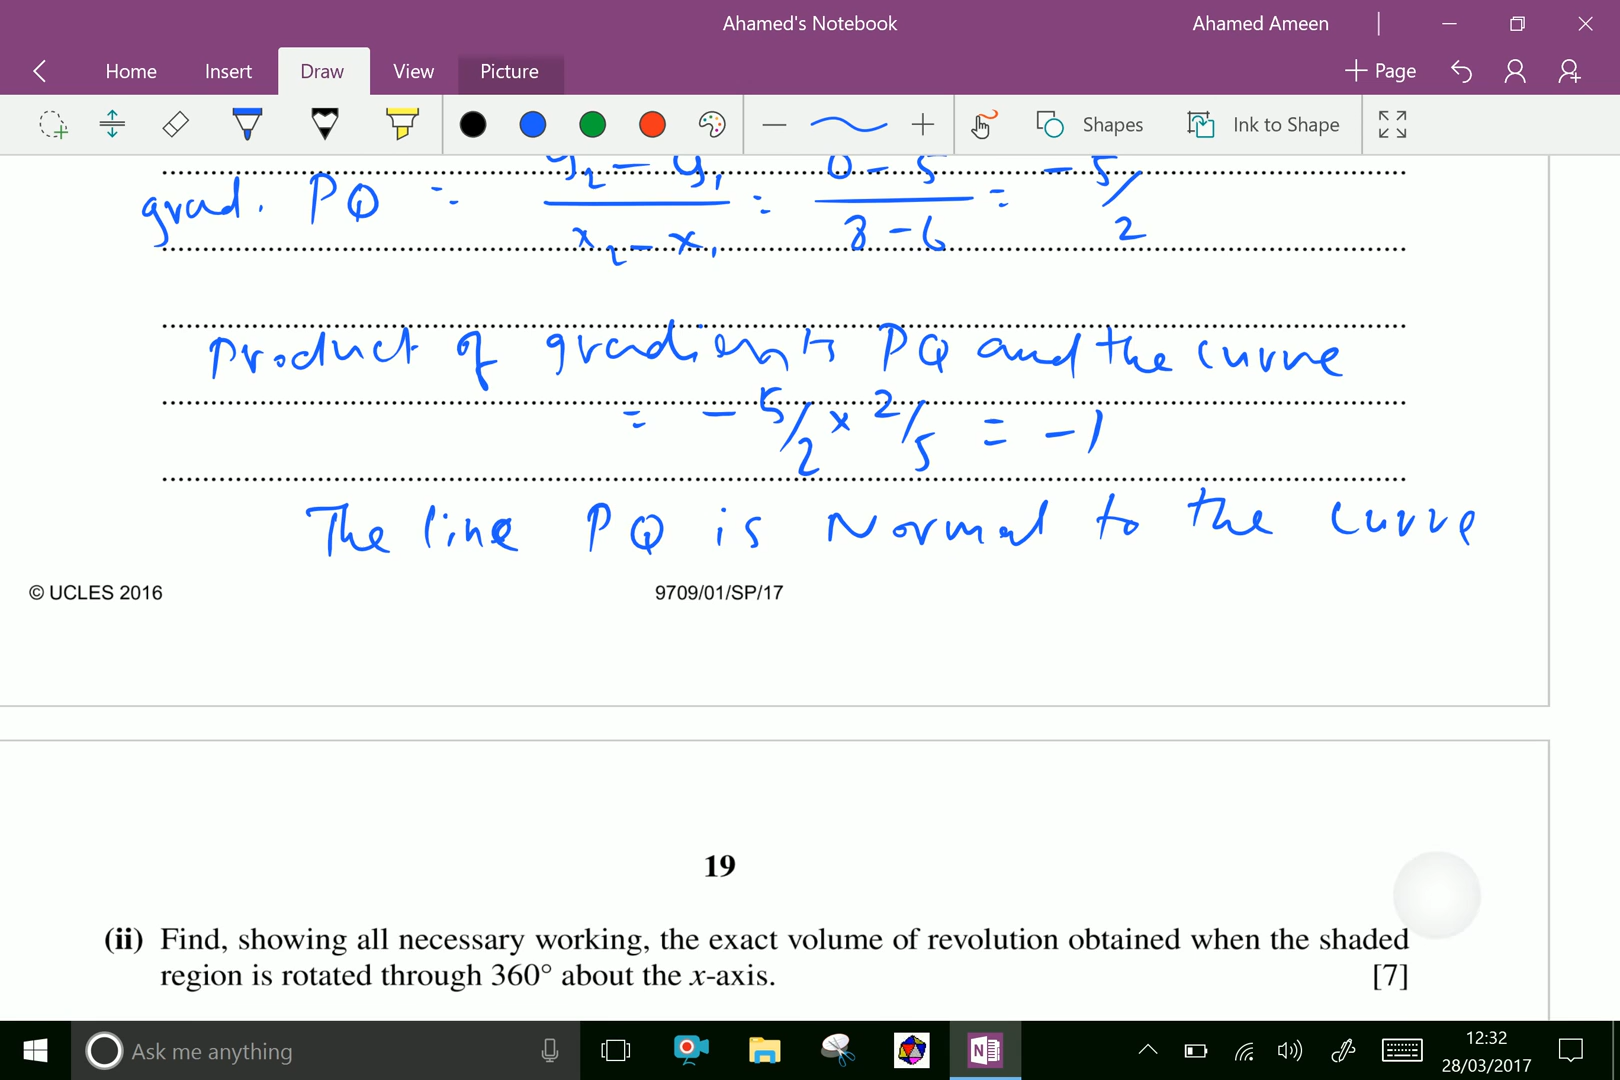 Ahamed's Notebook
Ahamed Ameen
Home Insert Draw View Picture
Page
Shapes Ink to Shape
grad. PQ = y₂ - y₁ / x₂ - x₁ = 0 - 5 / 8 - 6 = -5/2
Product of gradients PQ and the curve
= -5/2 × 2/5 = -1
The line PQ is Normal to the curve
© UCLES 2016 9709/01/SP/17
19
(ii) Find, showing all necessary working, the exact volume of revolution obtained when the shaded
region is rotated through 360° about the x-axis. [7]
Ask me anything
12:32
28/03/2017